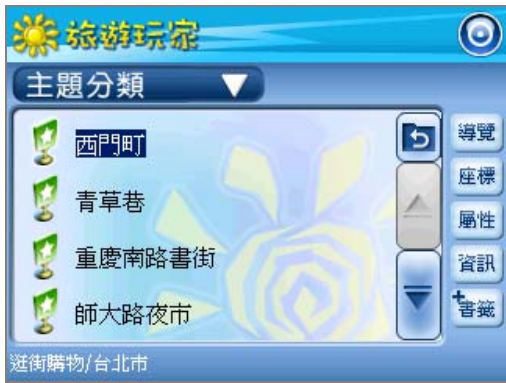 旅遊玩家
主題分類
西門町
青草巷
重慶南路書街
師大路夜市
導覽
座標
屬性
資訊
書籤
逛街購物/台北市